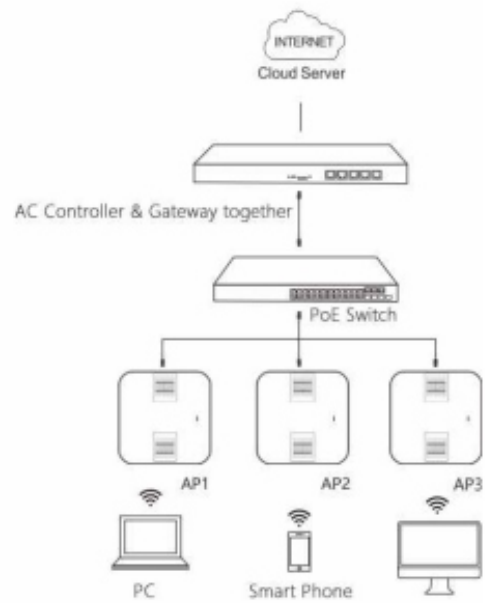 INTERNET
Cloud Server
AC Controller & Gateway together
PoE Switch
AP1
AP2
AP3
PC
Smart Phone